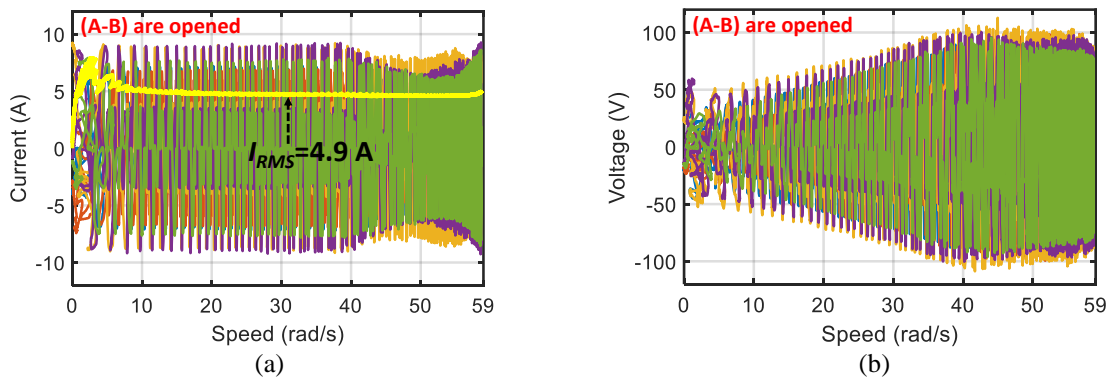 (A-B) are opened
10
5
0
-5
-10
Current (A)
I_RMS=4.9 A
0 10 20 30 40 50 59
Speed (rad/s)
(a)
(A-B) are opened
100
50
0
-50
-100
Voltage (V)
0 10 20 30 40 50 59
Speed (rad/s)
(b)